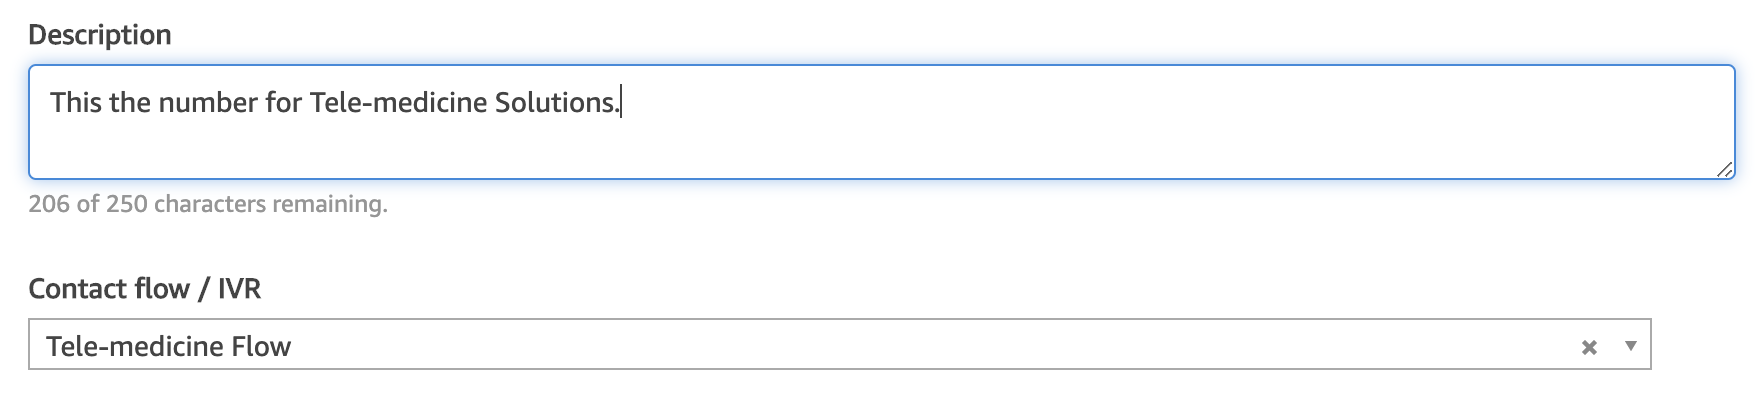 Description
This the number for Tele-medicine Solutions.
206 of 250 characters remaining.
Contact flow / IVR
Tele-medicine Flow